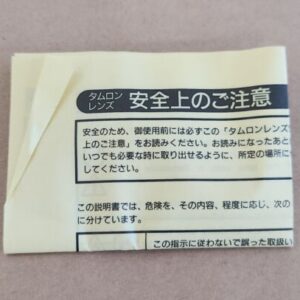 タムロン
レンズ
安全上のご注意
安全のため、御使用前には必ずこの「タムロンレンズ
上のご注意」をお読みください。お読みになったあと
いつでも必要な時に取り出せるように、所定の場所に
してください。
この説明書では、危険を、その内容、程度に応じ、次の
に分けています。
この指示に従わないで誤った取扱い